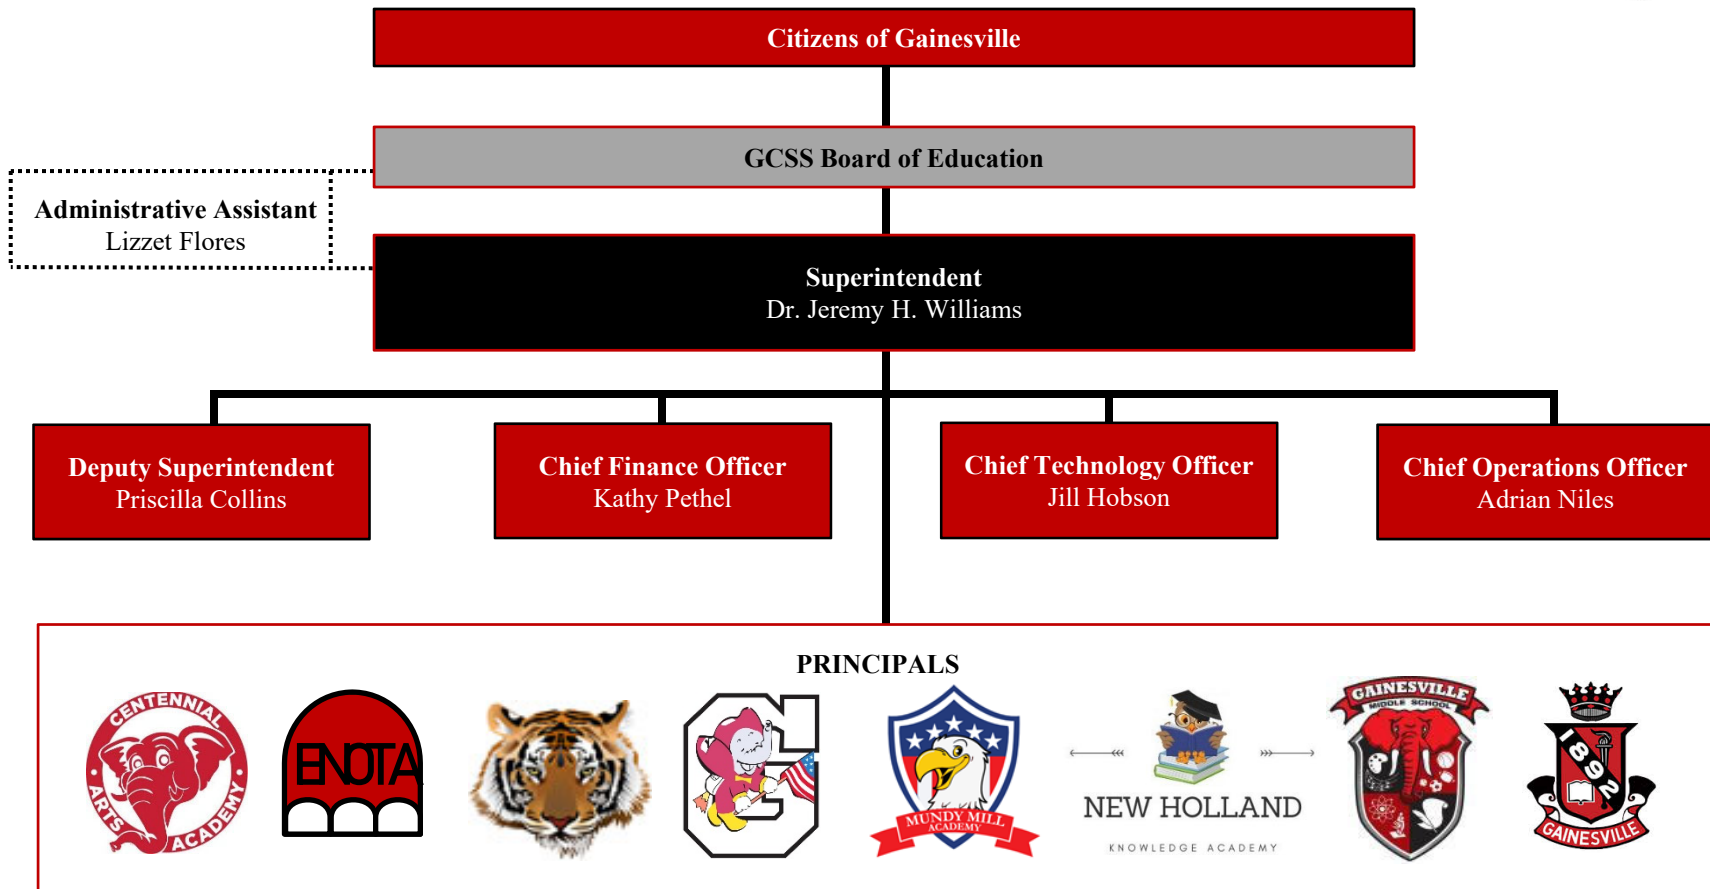 Citizens of Gainesville
GCSS Board of Education
Administrative Assistant
Lizzet Flores
Superintendent
Dr. Jeremy H. Williams
Deputy Superintendent
Priscilla Collins
Chief Finance Officer
Kathy Pethel
Chief Technology Officer
Jill Hobson
Chief Operations Officer
Adrian Niles
PRINCIPALS
CENTENNIAL
ARTS ACADEMY
ENOTA
G
MUNDY MILL
ACADEMY
NEW HOLLAND
KNOWLEDGE ACADEMY
GAINESVILLE
MIDDLE SCHOOL
1892
GAINESVILLE